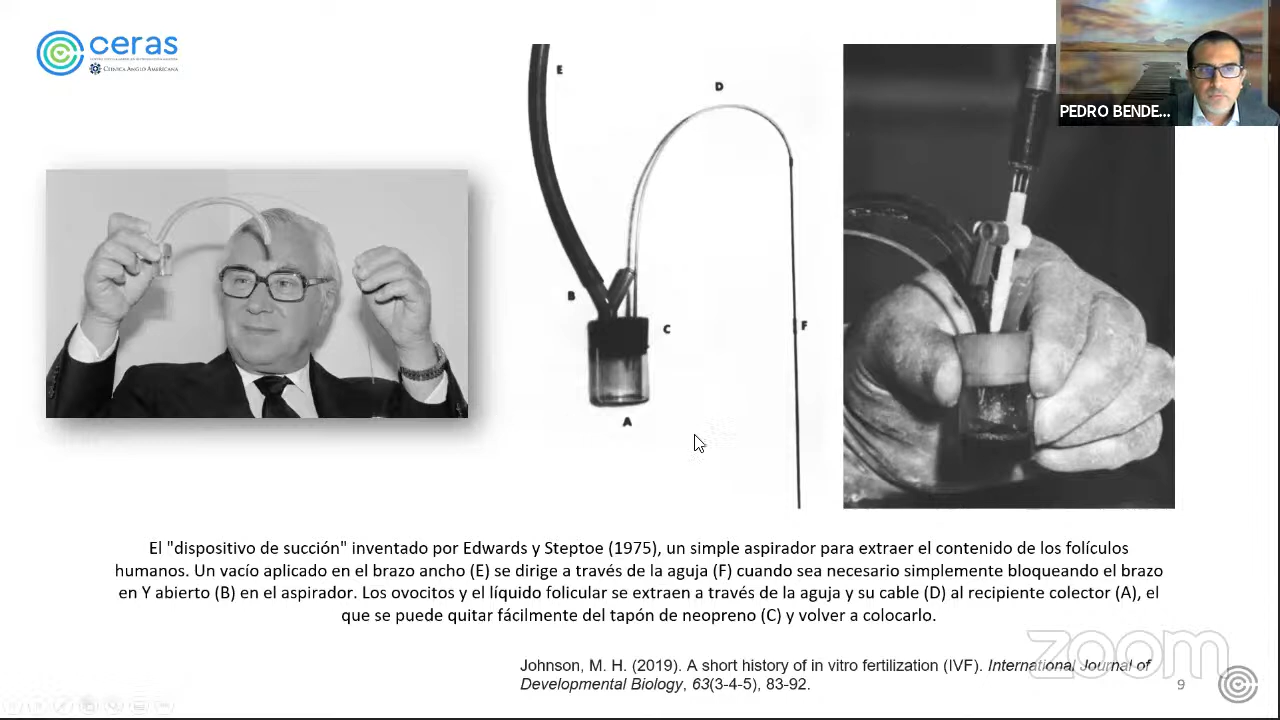 ceras
CLÍNICA ANGLO AMERICANA
PEDRO BENDE...
E
D
B
C
F
A
El "dispositivo de succión" inventado por Edwards y Steptoe (1975), un simple aspirador para extraer el contenido de los folículos
humanos. Un vacío aplicado en el brazo ancho (E) se dirige a través de la aguja (F) cuando sea necesario simplemente bloqueando el brazo
en Y abierto (B) en el aspirador. Los ovocitos y el líquido folicular se extraen a través de la aguja y su cable (D) al recipiente colector (A), el
que se puede quitar fácilmente del tapón de neopreno (C) y volver a colocarlo.
zoom
Johnson, M. H. (2019). A short history of in vitro fertilization (IVF). International Journal of
Developmental Biology, 63(3-4-5), 83-92.
9